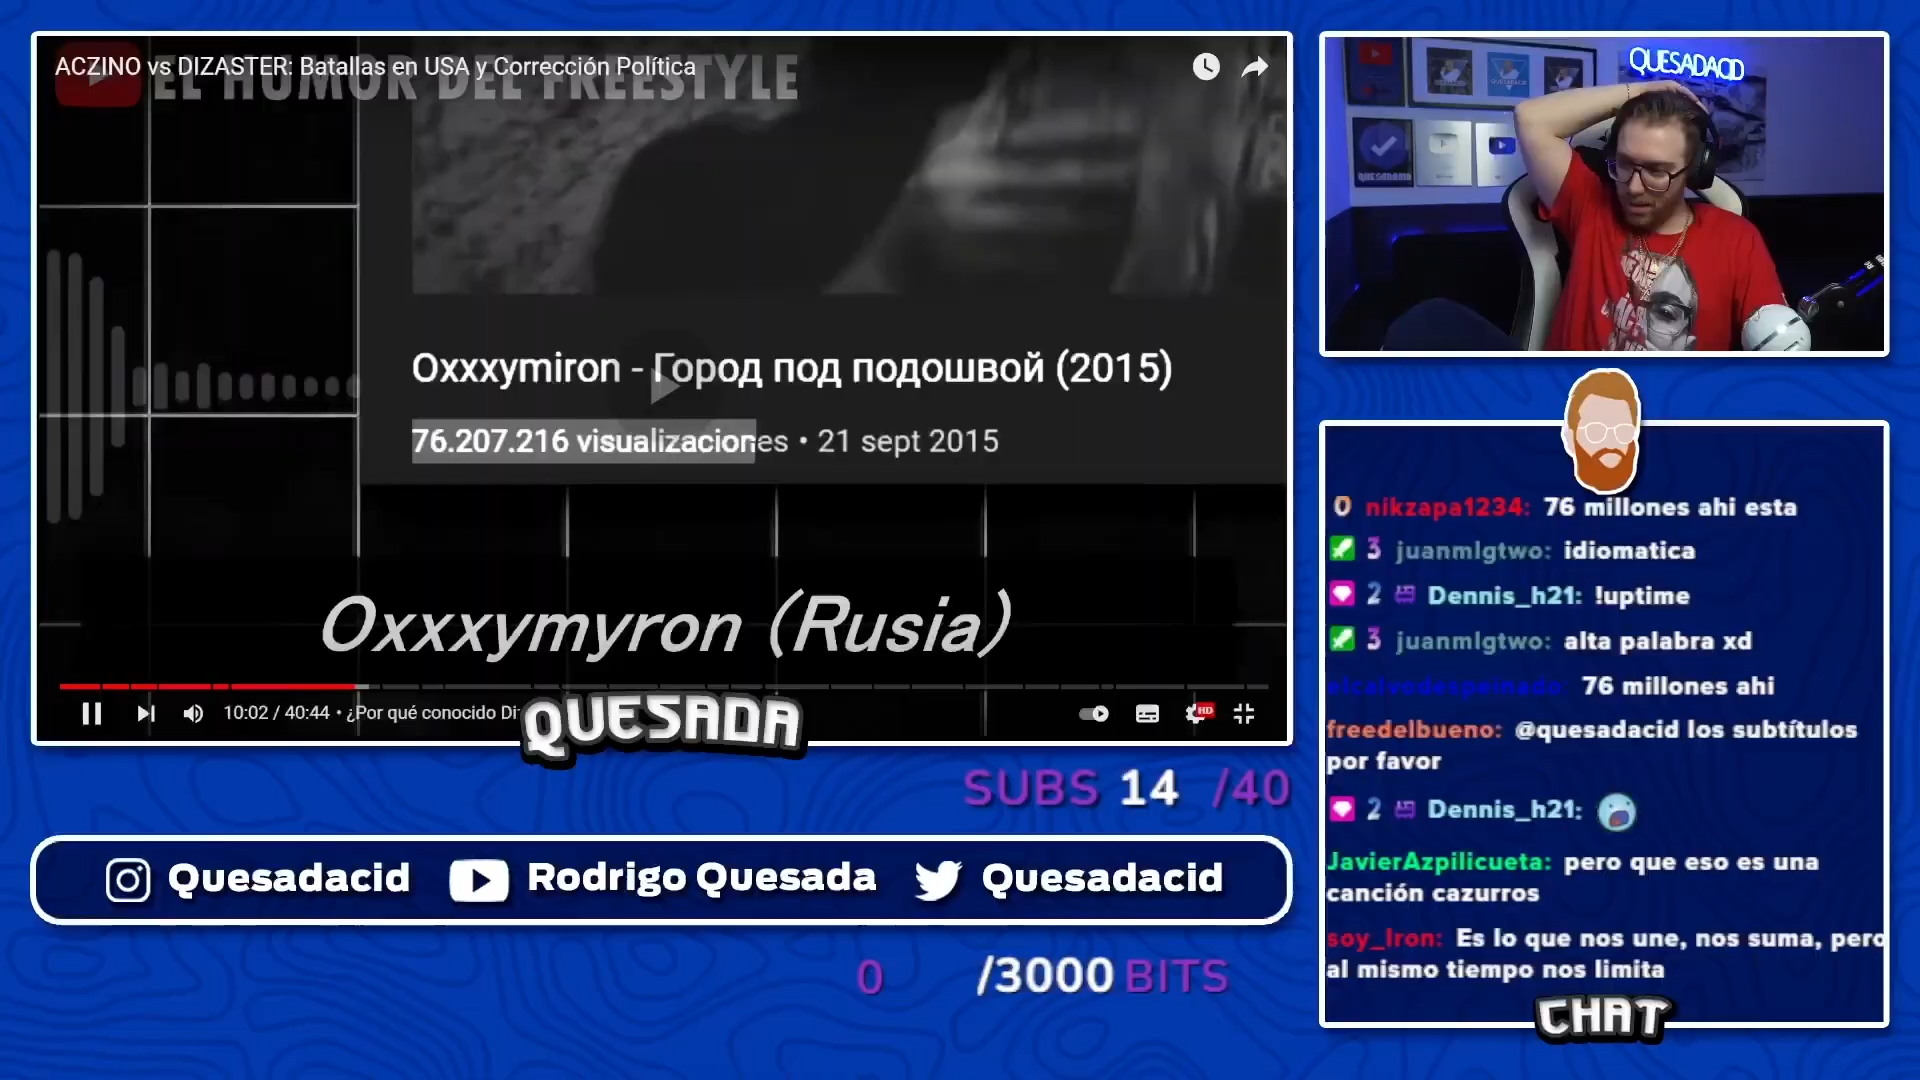 ACZINO vs DIZASTER: Batallas en USA y Corrección Política
EL HUMOR DEL FREESTYLE
Oxxxymiron - Город под подошвой (2015)
76.207.216 visualizaciones • 21 sept 2015
Oxxxymyron (Rusia)
10:02 / 40:44 • ¿Por qué conocido Di
HD
QUESADA
SUBS 14 /40
Quesadacid
Rodrigo Quesada
Quesadacid
0 /3000 BITS
QUESADACID
0 nikzapa1234: 76 millones ahi esta
3 juanmlgtwo: idiomatica
2 Dennis_h21: !uptime
3 juanmlgtwo: alta palabra xd
elcalvodespeinado: 76 millones ahi
freedelbueno: @quesadacid los subtítulos
por favor
2 Dennis_h21:
JavierAzpilicueta: pero que eso es una
canción cazurros
soy_Iron: Es lo que nos une, nos suma, pero
al mismo tiempo nos limita
CHAT